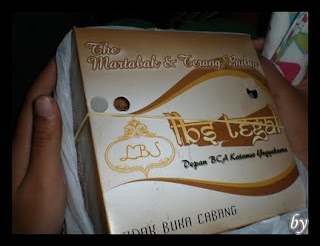 The
Martabak & Terang Bulan
lbs tegal
LBS
Depan BCA Katamso Yogyakarta
TIDAK BUKA CABANG
by